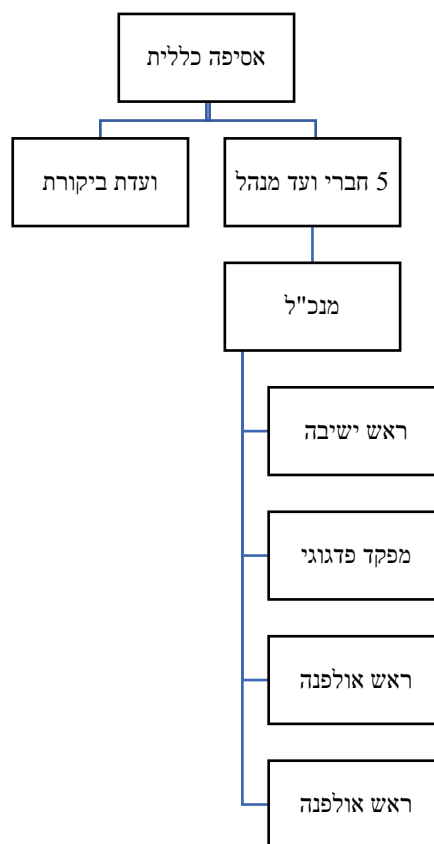 אסיפה כללית
5 חברי ועד מנהל
ועדת ביקורת
מנכ"ל
ראש ישיבה
מפקד פדגוגי
ראש אולפנה
ראש אולפנה